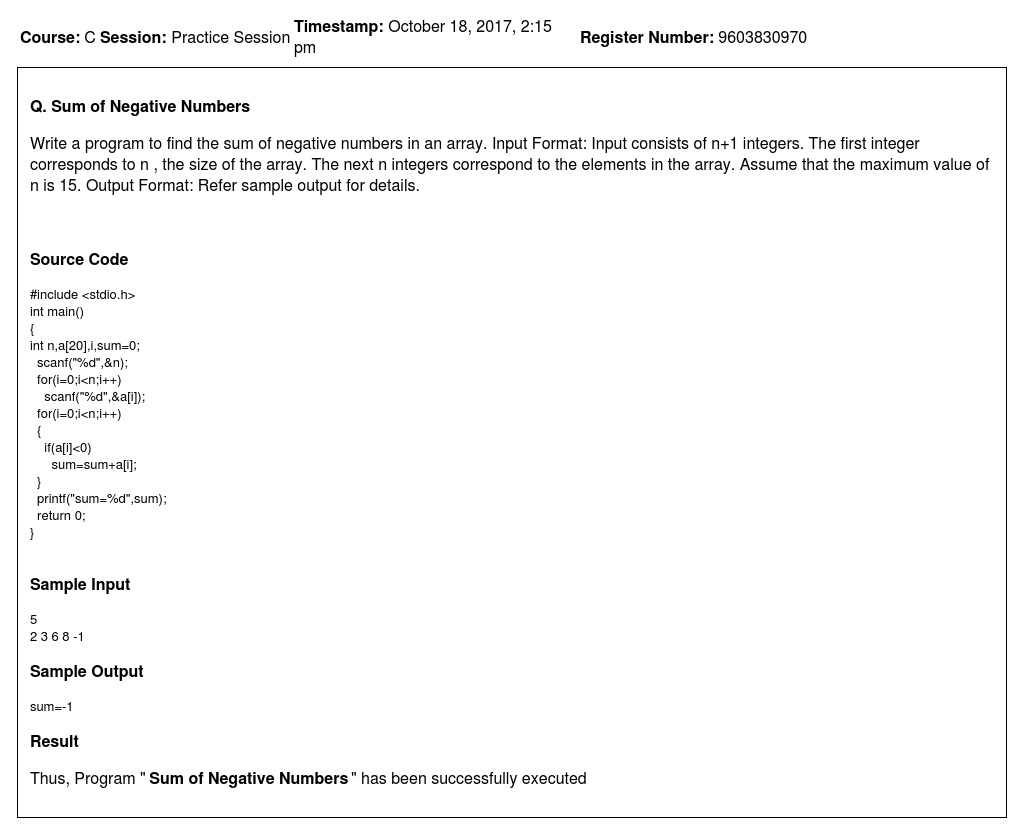 Course: C Session: Practice Session Timestamp: October 18, 2017, 2:15 pm Register Number: 9603830970
Q. Sum of Negative Numbers
Write a program to find the sum of negative numbers in an array. Input Format: Input consists of n+1 integers. The first integer
corresponds to n , the size of the array. The next n integers correspond to the elements in the array. Assume that the maximum value of
n is 15. Output Format: Refer sample output for details.
Source Code
#include <stdio.h>
int main()
{
int n,a[20],i,sum=0;
  scanf("%d",&n);
  for(i=0;i<n;i++)
    scanf("%d",&a[i]);
  for(i=0;i<n;i++)
  {
    if(a[i]<0)
      sum=sum+a[i];
  }
  printf("sum=%d",sum);
  return 0;
}
Sample Input
5
2 3 6 8 -1
Sample Output
sum=-1
Result
Thus, Program " Sum of Negative Numbers " has been successfully executed